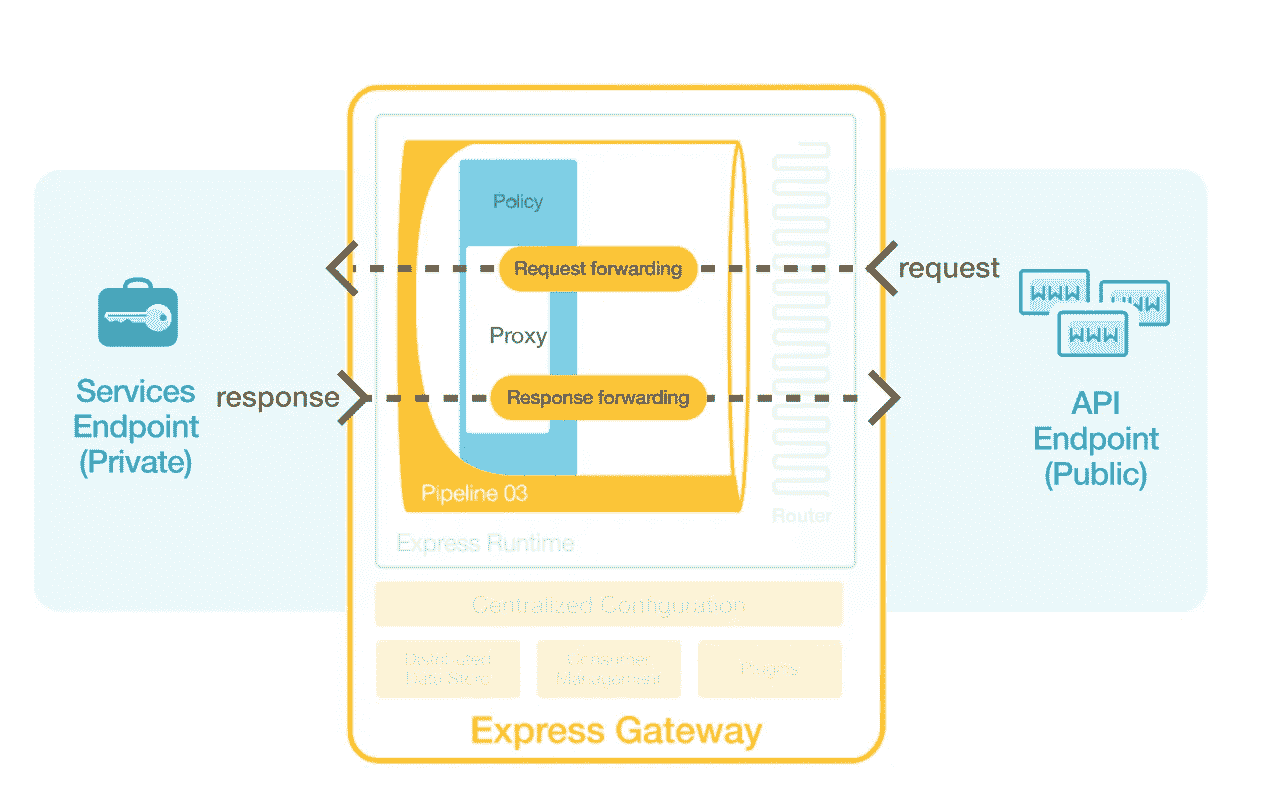 Policy
Request forwarding
request
WWW
WWW
WWW
Proxy
Services
Endpoint
(Private)
response
Response forwarding
API
Endpoint
(Public)
Pipeline 03
Router
Express Runtime
Centralized Configuration
Distributed
Data Store
Consumer
Management
Plugins
Express Gateway